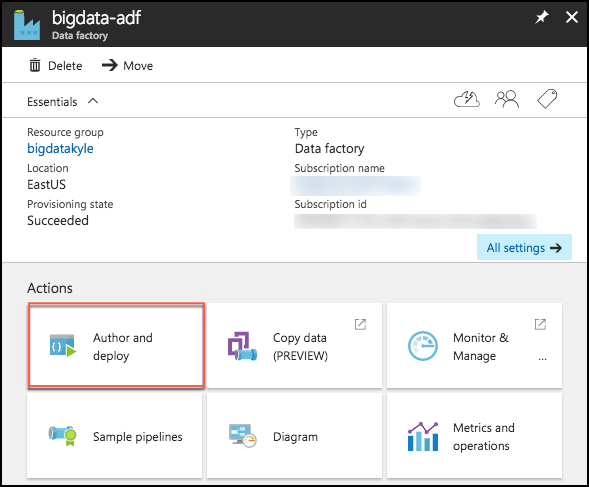 bigdata-adf
Data factory
Delete Move
Essentials
Resource group
bigdatakyle
Location
EastUS
Provisioning state
Succeeded
Type
Data factory
Subscription name
Subscription id
All settings
Actions
Author and
deploy
Copy data
(PREVIEW)
Monitor &
Manage
...
Sample pipelines
Diagram
Metrics and
operations